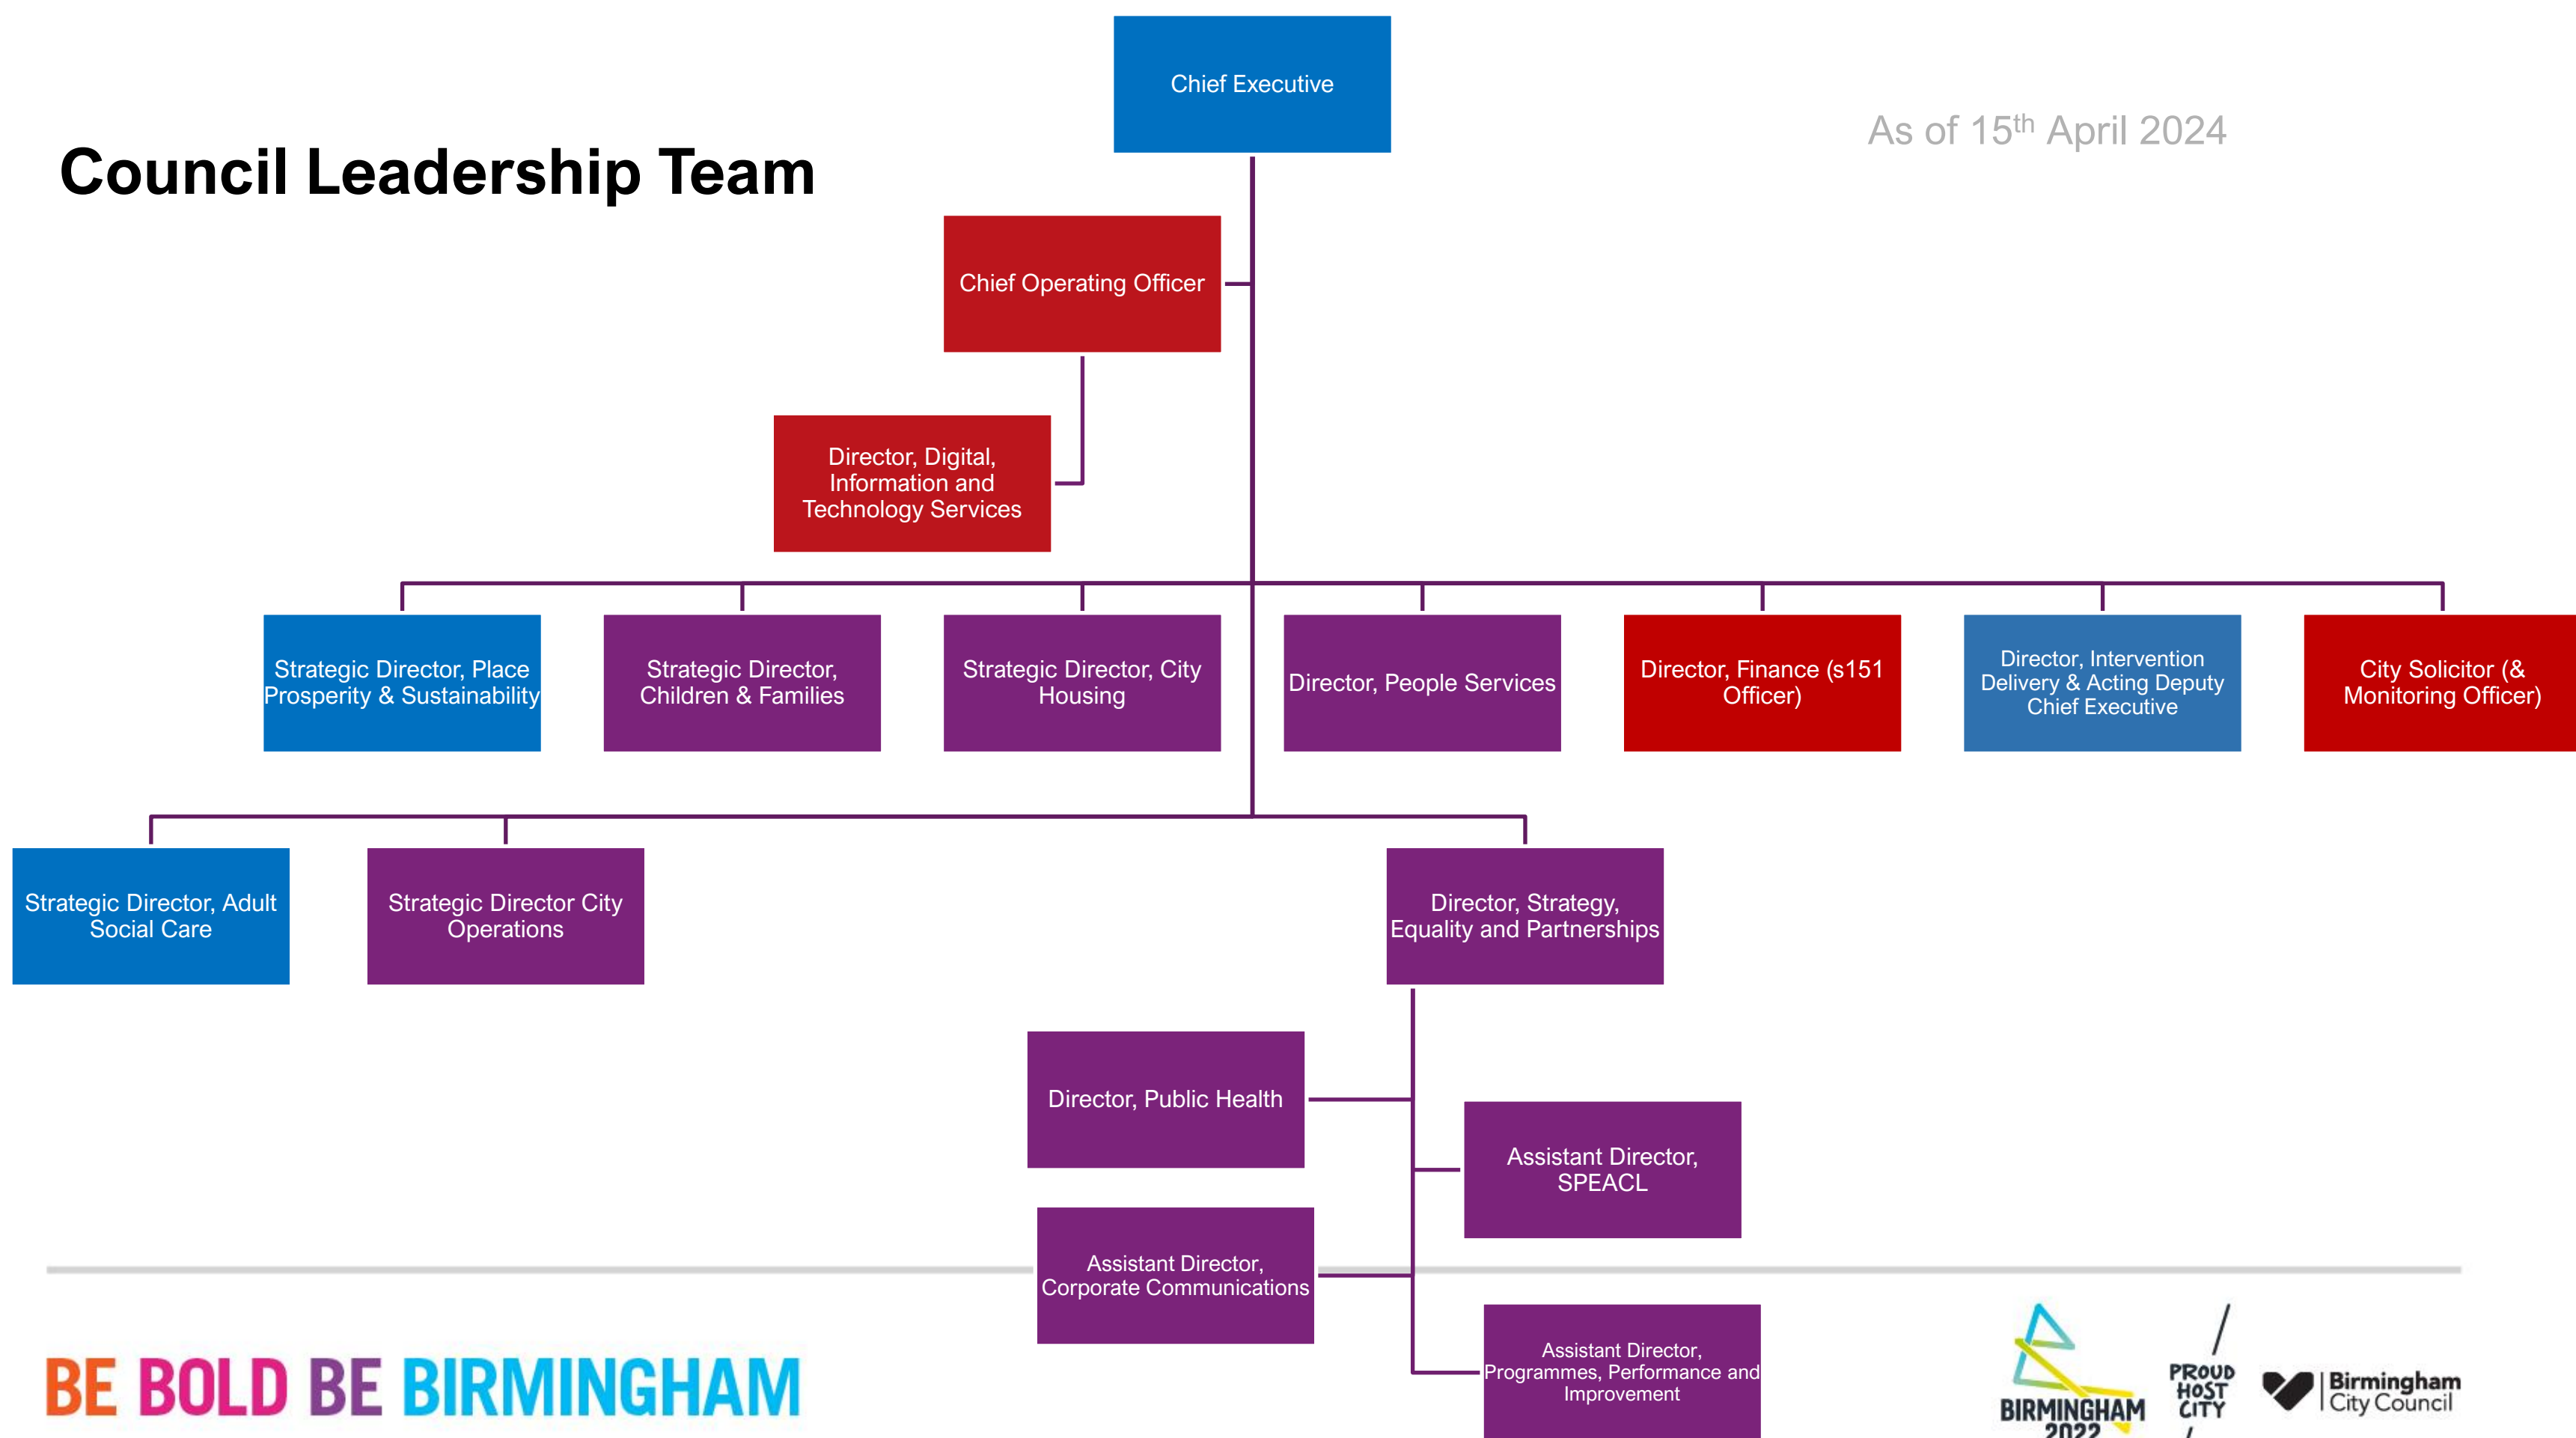 Chief Executive
As of 15th April 2024
Council Leadership Team
Chief Operating Officer
Director, Digital,
Information and
Technology Services
Strategic Director, Place
Prosperity & Sustainability
Strategic Director,
Children & Families
Strategic Director, City
Housing
Director, People Services
Director, Finance (s151
Officer)
Director, Intervention
Delivery & Acting Deputy
Chief Executive
City Solicitor (&
Monitoring Officer)
Strategic Director, Adult
Social Care
Strategic Director City
Operations
Director, Strategy,
Equality and Partnerships
Director, Public Health
Assistant Director,
SPEACL
Assistant Director,
Corporate Communications
Assistant Director,
Programmes, Performance and
Improvement
BE BOLD BE BIRMINGHAM
BIRMINGHAM
2022
PROUD
HOST
CITY
Birmingham
City Council